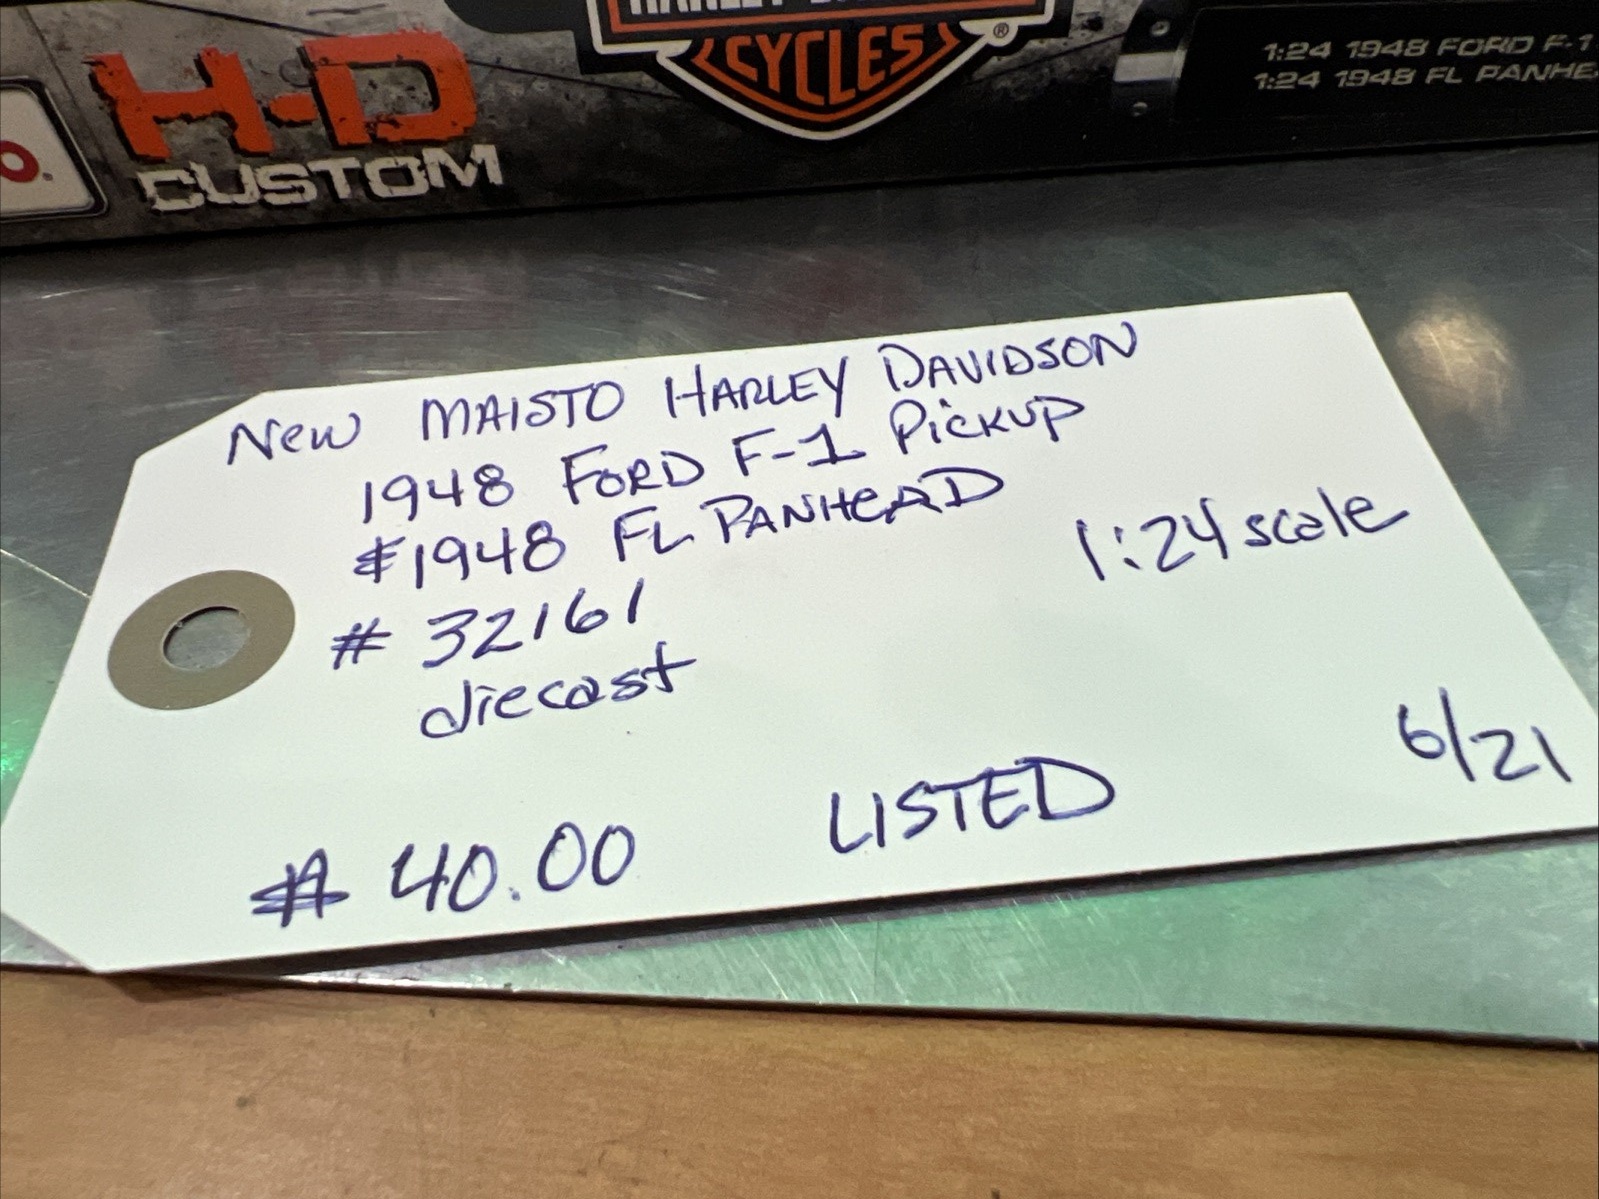 H-D
CUSTOM
CYCLES
®
1:24 1948 FORD F-1
1:24 1948 FL PANHE
New MAISTO HARLEY DAVIDSON
1948 FORD F-1 PickUP
& 1948 FL PANHeAD
1:24 scale
# 32161
diecast
6/21
$ 40.00 LISTED